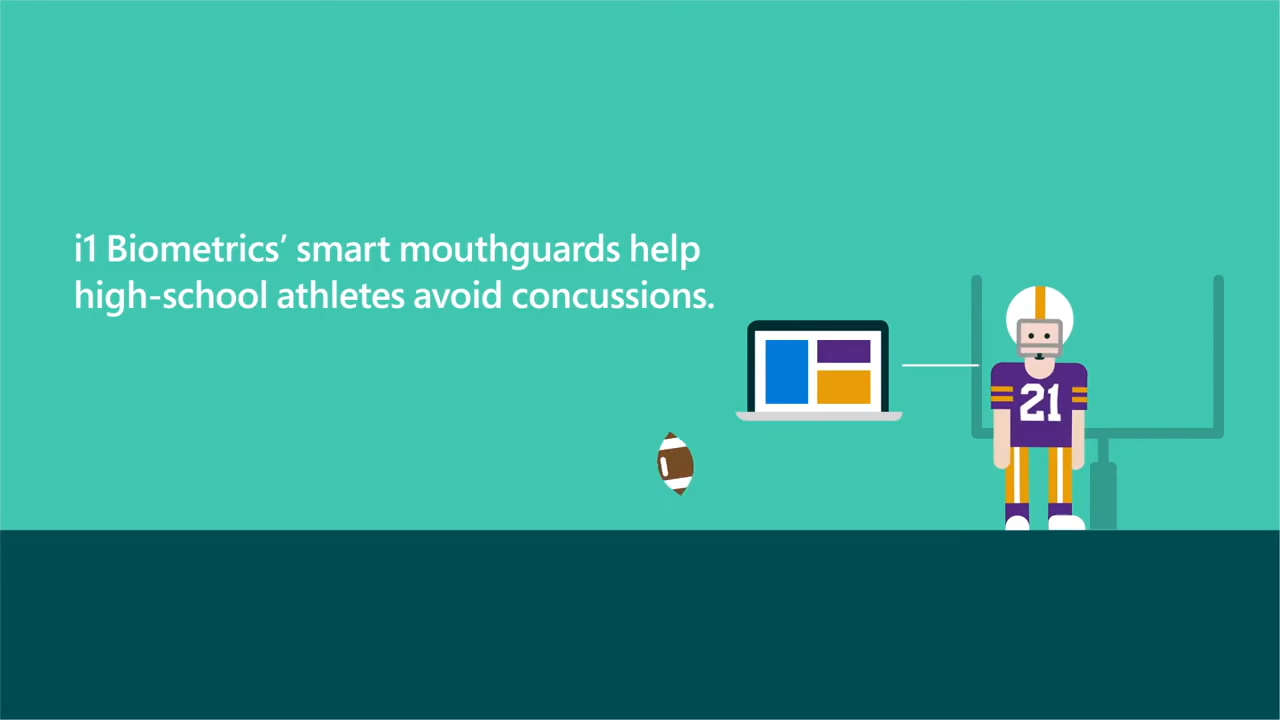 i1 Biometrics’ smart mouthguards help
high-school athletes avoid concussions.
21